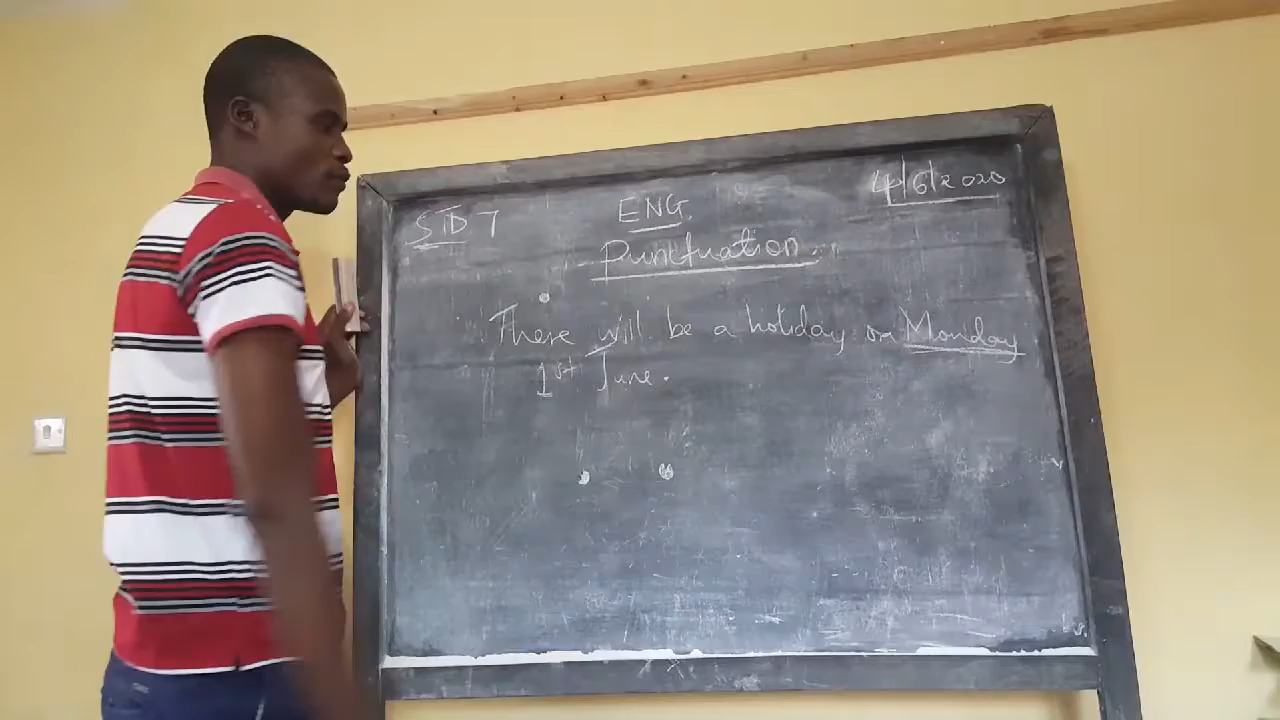 STD 7
ENG.
4/6/2020
Punctuation.
There will be a holiday on Monday
1st June.